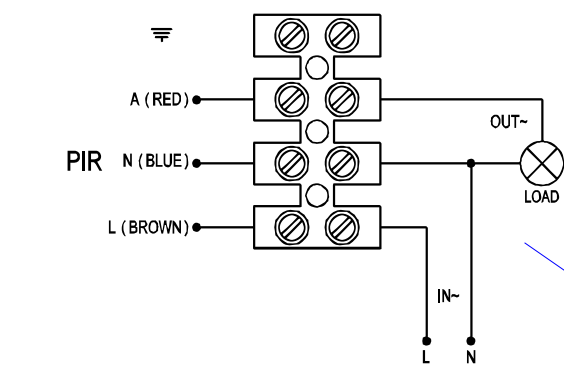 A (RED)
OUT~
PIR N (BLUE)
LOAD
L (BROWN)
IN~
L N